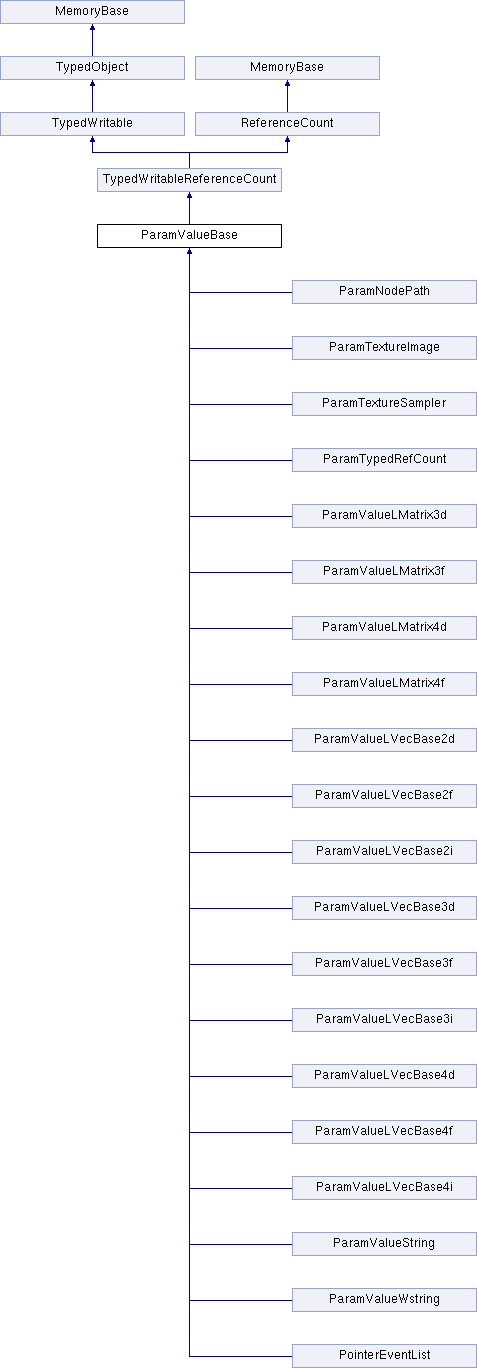 MemoryBase
TypedObject
MemoryBase
TypedWritable
ReferenceCount
TypedWritableReferenceCount
ParamValueBase
ParamNodePath
ParamTextureImage
ParamTextureSampler
ParamTypedRefCount
ParamValueLMatrix3d
ParamValueLMatrix3f
ParamValueLMatrix4d
ParamValueLMatrix4f
ParamValueLVecBase2d
ParamValueLVecBase2f
ParamValueLVecBase2i
ParamValueLVecBase3d
ParamValueLVecBase3f
ParamValueLVecBase3i
ParamValueLVecBase4d
ParamValueLVecBase4f
ParamValueLVecBase4i
ParamValueString
ParamValueWstring
PointerEventList